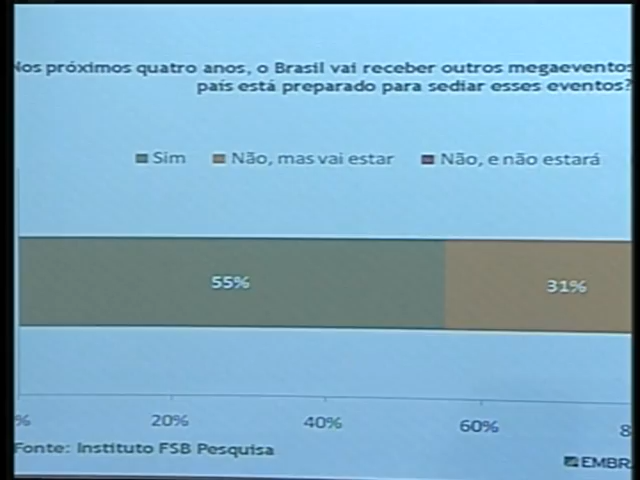 Nos próximos quatro anos, o Brasil vai receber outros megaeventos
país está preparado para sediar esses eventos?
Sim Não, mas vai estar Não, e não estará
55% 31%
% 20% 40% 60% 8
Fonte: Instituto FSB Pesquisa
EMBR